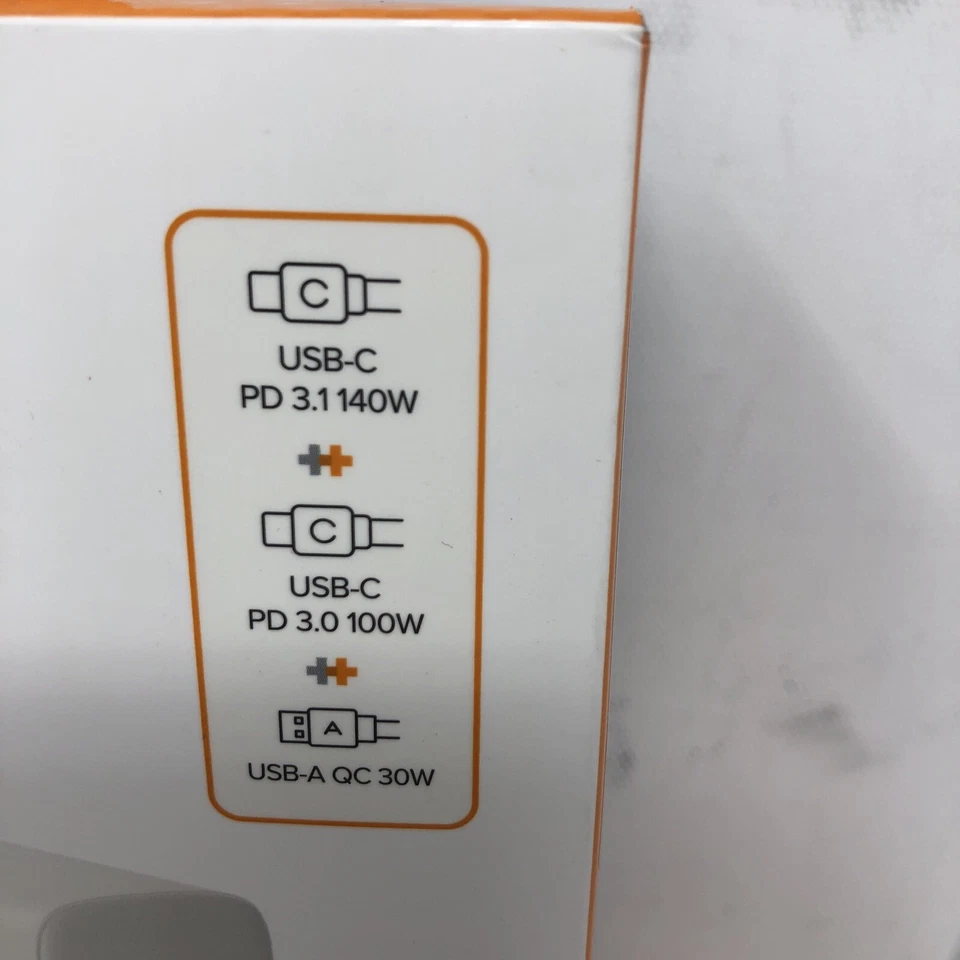 C
USB-C
PD 3.1 140W
C
USB-C
PD 3.0 100W
A
USB-A QC 30W